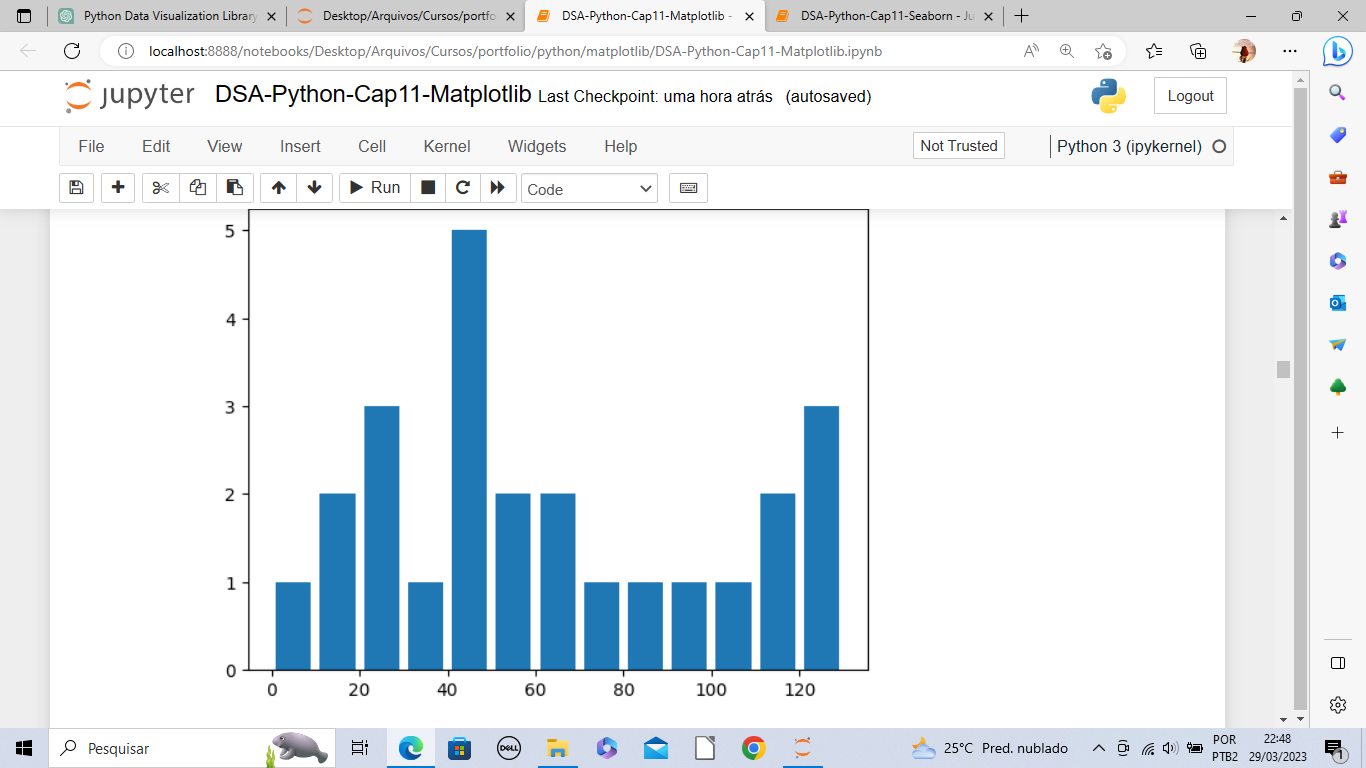 Python Data Visualization Library
Desktop/Arquivos/Cursos/portfo
DSA-Python-Cap11-Matplotlib -
DSA-Python-Cap11-Seaborn - Ju
localhost:8888/notebooks/Desktop/Arquivos/Cursos/portfolio/python/matplotlib/DSA-Python-Cap11-Matplotlib.ipynb
jupyter DSA-Python-Cap11-Matplotlib Last Checkpoint: uma hora atrás (autosaved)
Logout
File Edit View Insert Cell Kernel Widgets Help
Not Trusted
Python 3 (ipykernel)
Run
Code
5
4
3
2
1
0
0 20 40 60 80 100 120
Pesquisar
DELL
25°C Pred. nublado
POR
PTB2
22:48
29/03/2023
1